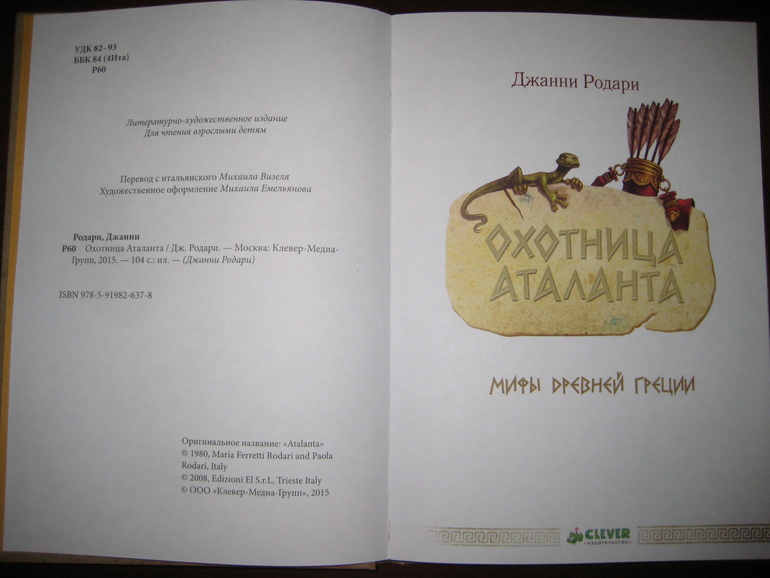 УДК 82–93
ББК 84 (4Ита)
Р60
Литературно-художественное издание
Для чтения взрослыми детям
Перевод с итальянского Михаила Визеля
Художественное оформление Михаила Емельянова
Родари, Джанни
Р60 Охотница Аталанта / Дж. Родари. — Москва: Клевер-Медиа-
Групп, 2015. — 104 с.: ил. — (Джанни Родари)
ISBN 978-5-91982-637-8
Оригинальное название: «Atalanta»
© 1980, Maria Ferretti Rodari and Paola
Rodari, Italy
© 2008, Edizioni El S.r.L, Trieste Italy
© ООО «Клевер-Медиа-Групп», 2015
Джанни Родари
ОХОТНИЦА
АТАЛАНТА
МИФЫ ДРЕВНЕЙ ГРЕЦИИ
CLEVER
•ИЗДАТЕЛЬСТВО•